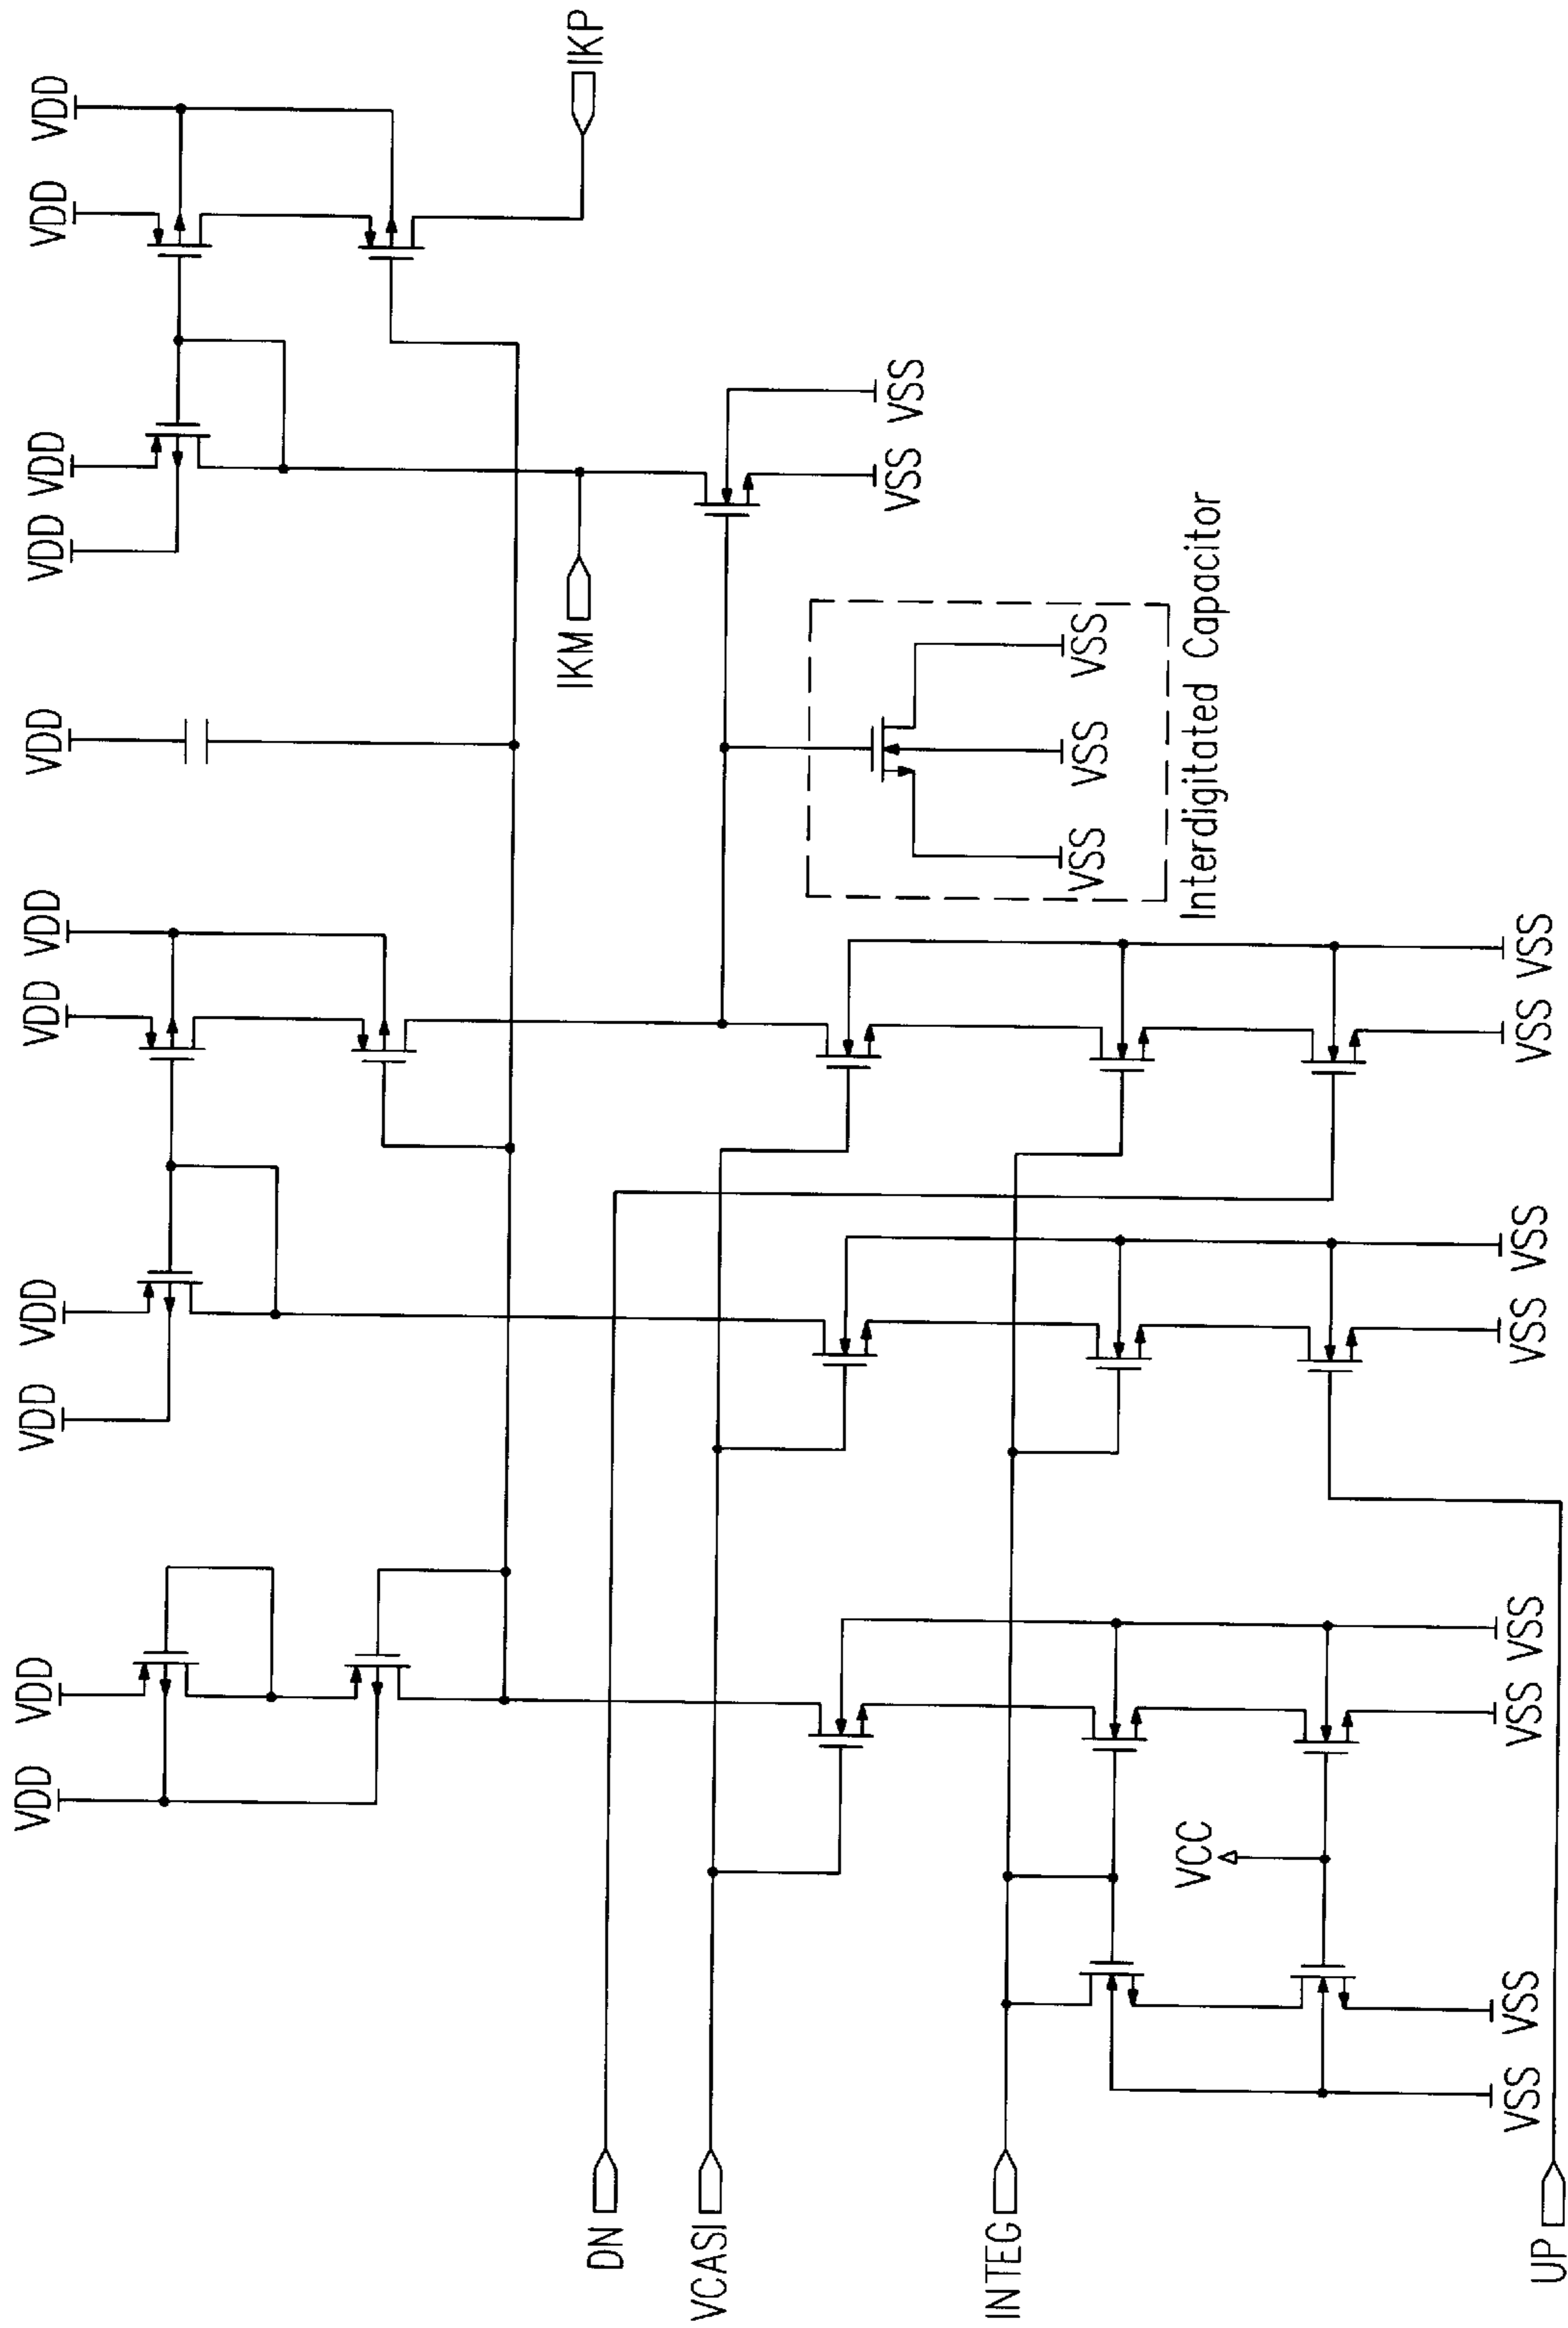 VDD
VDD
VDD
VDD
VDD
VDD
VDD
VDD
VDD
VDD
VDD
IKP
IKM
DN
VCASI
VSS
VSS
VSS
VSS
VSS
Interdigitated Capacitor
INTEG
VCC
VSS
VSS
VSS
VSS
VSS
VSS
VSS
VSS
UP